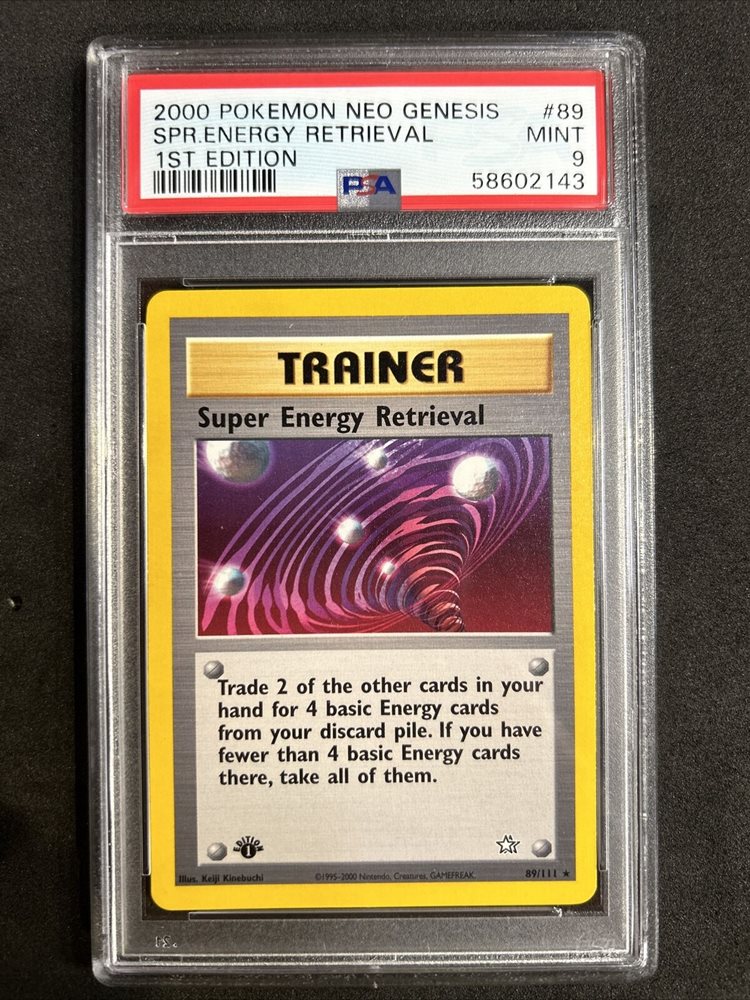 2000 POKEMON NEO GENESIS #89
SPR.ENERGY RETRIEVAL MINT
1ST EDITION 9
PSA 58602143
TRAINER
Super Energy Retrieval
Trade 2 of the other cards in your
hand for 4 basic Energy cards
from your discard pile. If you have
fewer than 4 basic Energy cards
there, take all of them.
EDITION 1
Illus. Keiji Kinebuchi ©1995-2000 Nintendo, Creatures, GAMEFREAK. 89/111 ★